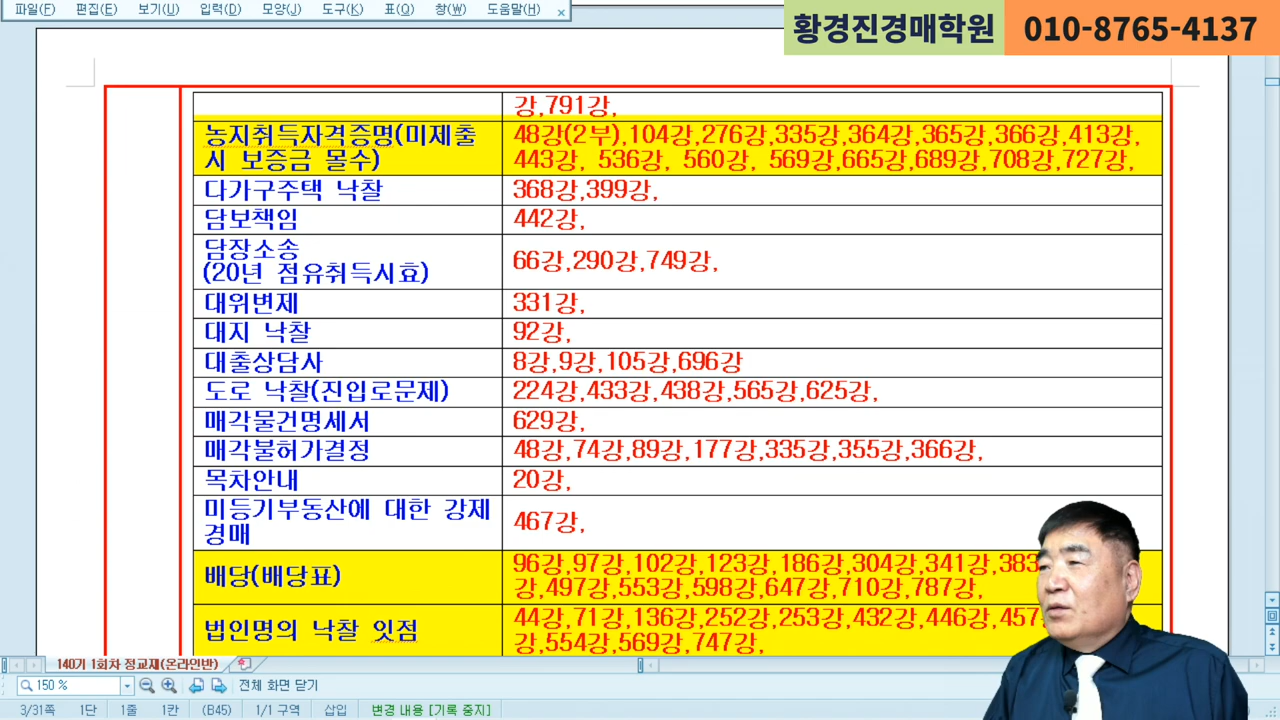 파일(F) 편집(E) 보기(U) 입력(D) 모양(J) 도구(K) 표(Q) 창(W) 도움말(H)
황경진경매학원 010-8765-4137
강,791강,
농지취득자격증명(미제출
시 보증금 몰수)
48강(2부),104강,276강,335강,364강,365강,366강,413강,
443강, 536강, 560강, 569강,665강,689강,708강,727강,
다가구주택 낙찰
368강,399강,
담보책임
442강,
담장소송
(20년 점유취득시효)
66강,290강,749강,
대위변제
331강,
대지 낙찰
92강,
대출상담사
8강,9강,105강,696강
도로 낙찰(진입로문제)
224강,433강,438강,565강,625강,
매각물건명세서
629강,
매각불허가결정
48강,74강,89강,177강,335강,355강,366강,
목차안내
20강,
미등기부동산에 대한 강제
경매
467강,
배당(배당표)
96강,97강,102강,123강,186강,304강,341강,383
강,497강,553강,598강,647강,710강,787강,
법인명의 낙찰 잇점
44강,71강,136강,252강,253강,432강,446강,457
강,554강,569강,747강,
140기 1회차 정교재(온라인반)
150 %
전체 화면 닫기
3/31쪽 1단 1줄 1칸 (B45) 1/1 구역 삽입 변경 내용 [기록 중지]